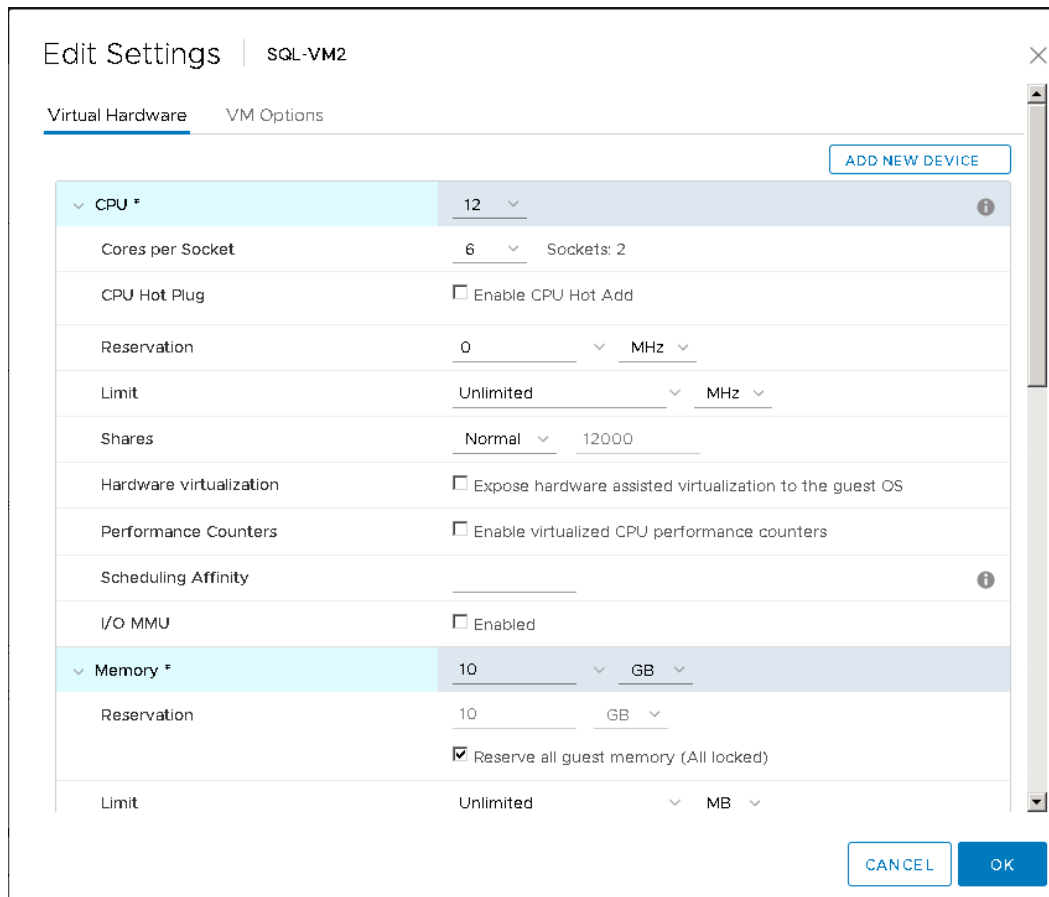 Edit Settings SQL-VM2
Virtual Hardware VM Options
ADD NEW DEVICE
CPU * 12
Cores per Socket 6 Sockets: 2
CPU Hot Plug Enable CPU Hot Add
Reservation 0 MHz
Limit Unlimited MHz
Shares Normal 12000
Hardware virtualization Expose hardware assisted virtualization to the guest OS
Performance Counters Enable virtualized CPU performance counters
Scheduling Affinity
I/O MMU Enabled
Memory * 10 GB
Reservation 10 GB
Reserve all guest memory (All locked)
Limit Unlimited MB
CANCEL OK